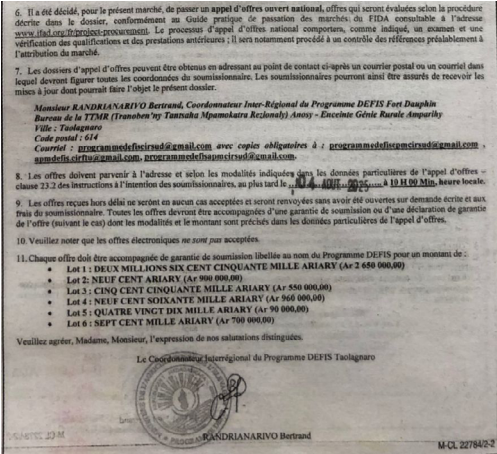 6. Il a été décidé, pour le présent marché, de passer un appel d'offres ouvert national, offres qui seront évaluées selon la procédure
décrite dans le dossier, conformément au Guide pratique de passation des marchés du FIDA consultable à l'adresse
www.ifad.org/fr/project-procurement. Le processus d'appel d'offres national comporters, comme indiqué, un examen et une
vérification des qualifications et des prestations antérieures ; il sera notamment procédé à un contrôle des références préalablement à
l'attribution du marché.
7. Les dossiers d'appel d'offres peuvent être obtenus en adressant au point de contact ci-après un courrier postal ou un courriel dans
lequel devront figurer toutes les coordonnées du soumissionnaire. Les soumissionnaires pourront ainsi être assurés de recevoir les
mises à jour dont pourrait faire l'objet le présent dossier.
Monsieur RANDRIANARIVO Bertrand, Coordonnateur Inter-Régional du Programme DEFIS Fort Dauphin
Bureau de la TTMR (Tranoben'ny Tantsaha Mpamokatra Rezionaly) Anosy - Enceinte Génie Rurale Amparihy
Ville : Taolagnaro
Code postal : 614
Courriel : programmedefiscirsud@gmail.com avec copies obligatoires à : programmedefisepmcirsud@gmail.com ,
apmdefis.cirftu@gmail.com, programmedefisapmcirsud@gmail.com.
8. Les offres doivent parvenir à l'adresse et selon les modalités indiquées dans les données particulières de l'appel d'offres –
clause 23.2 des instructions à l'intention des soumissionnaires, au plus tard le 04 AOUT 2025 à 10 H 00 Min, heure locale.
9. Les offres reçues hors délai ne seront en aucun cas acceptées et seront renvoyées sans avoir été ouvertes sur demande écrite et aux
frais du soumissionnaire. Toutes les offres devront être accompagnées d'une garantie de soumission ou d'une déclaration de garantie
de l'offre (suivant le cas) dont les modalités et le montant sont précisés dans les données particulières de l'appel d'offres.
10. Veuillez noter que les offres électroniques ne sont pas acceptées.
11. Chaque offre doit être accompagnée de garantie de soumission libellée au nom du Programme DEFIS pour un montant de :
• Lot 1 : DEUX MILLIONS SIX CENT CINQUANTE MILLE ARIARY (Ar 2 650 000,00)
• Lot 2: NEUF CENT ARIARY (Ar 900 000,00)
• Lot 3 : CINQ CENT CINQUANTE MILLE ARIARY (Ar 550 000,00)
• Lot 4 : NEUF CENT SOIXANTE MILLE ARIARY (Ar 960 000,00)
• Lot 5 : QUATRE VINGT DIX MILLE ARIARY (Ar 90 000,00)
• Lot 6 : SEPT CENT MILLE ARIARY (Ar 700 000,00)
Veuillez agréer, Madame, Monsieur, l'expression de nos salutations distinguées.
Le Coordonnateur Interrégional du Programme DEFIS Taolagnaro
RANDRIANARIVO Bertrand
M-CL 22784/2-2